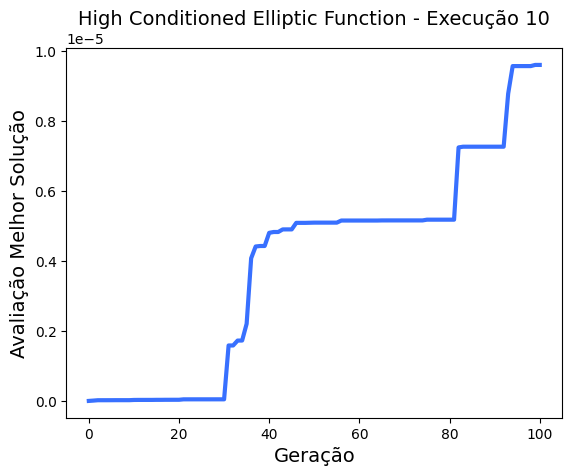 High Conditioned Elliptic Function - Execução 10
1e−5
1.0
0.8
0.6
0.4
0.2
0.0
Avaliação Melhor Solução
0 20 40 60 80 100
Geração